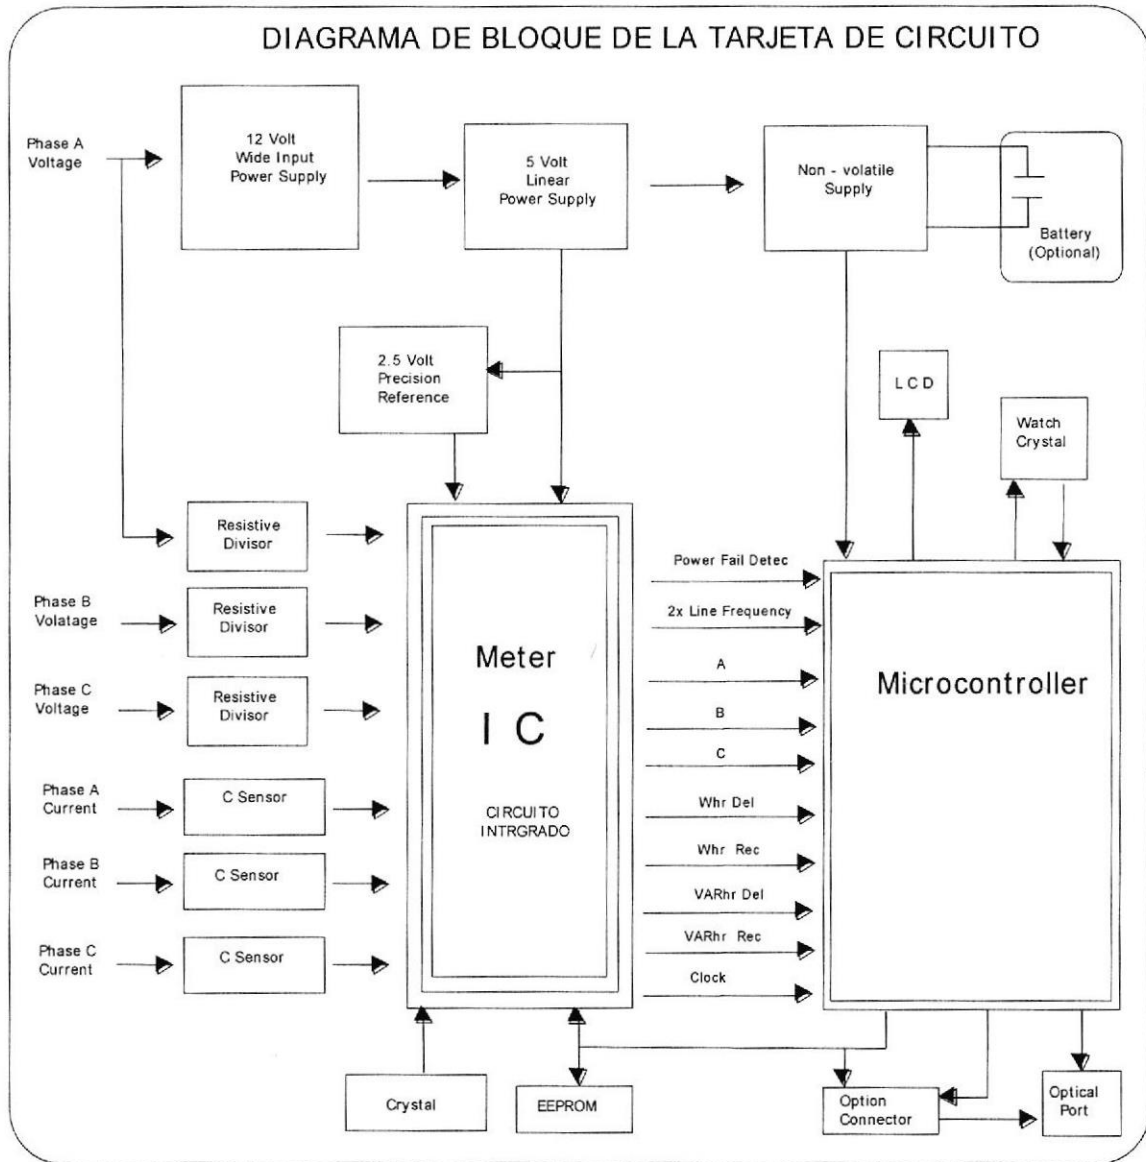 DIAGRAMA DE BLOQUE DE LA TARJETA DE CIRCUITO
Phase A
Voltage
12 Volt
Wide Input
Power Supply
5 Volt
Linear
Power Supply
Non - volatile
Supply
Battery
(Optional)
2.5 Volt
Precision
Reference
LCD
Watch
Crystal
Resistive
Divisor
Phase B
Volatage
Resistive
Divisor
Phase C
Voltage
Resistive
Divisor
Phase A
Current
C Sensor
Phase B
Current
C Sensor
Phase C
Current
C Sensor
Meter
I C
CIRCUITO
INTRGRADO
Power Fail Detec
2x Line Frequency
A
B
C
Whr Del
Whr Rec
VARhr Del
VARhr Rec
Clock
Microcontroller
Crystal
EEPROM
Option
Connector
Optical
Port